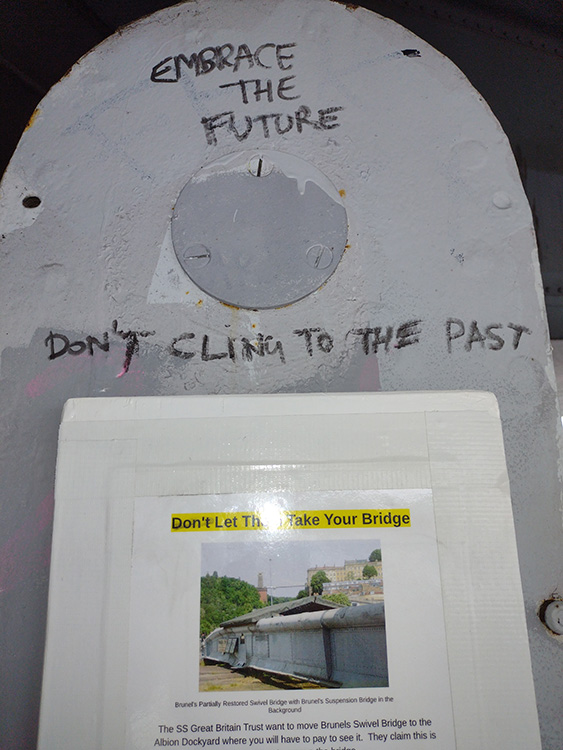 EMBRACE
THE
FUTURE
DON'T CLING TO THE PAST
Don't Let Take Your Bridge
Brunel's Partially Restored Swivel Bridge with Brunel's Suspension Bridge in the
Background
The SS Great Britain Trust want to move Brunels Swivel Bridge to the
Albion Dockyard where you will have to pay to see it. They claim this is
the bridge